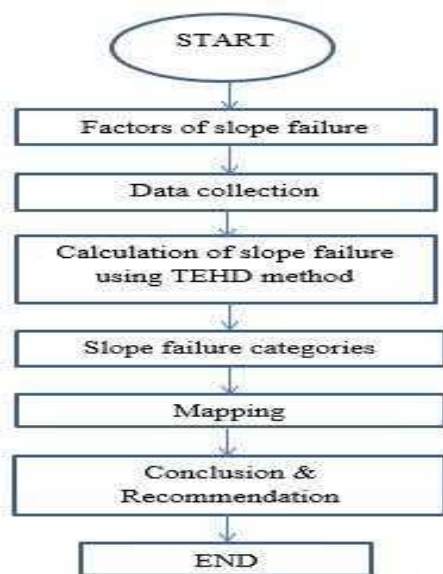 START
Factors of slope failure
Data collection
Calculation of slope failure
using TEHD method
Slope failure categories
Mapping
Conclusion &
Recommendation
END